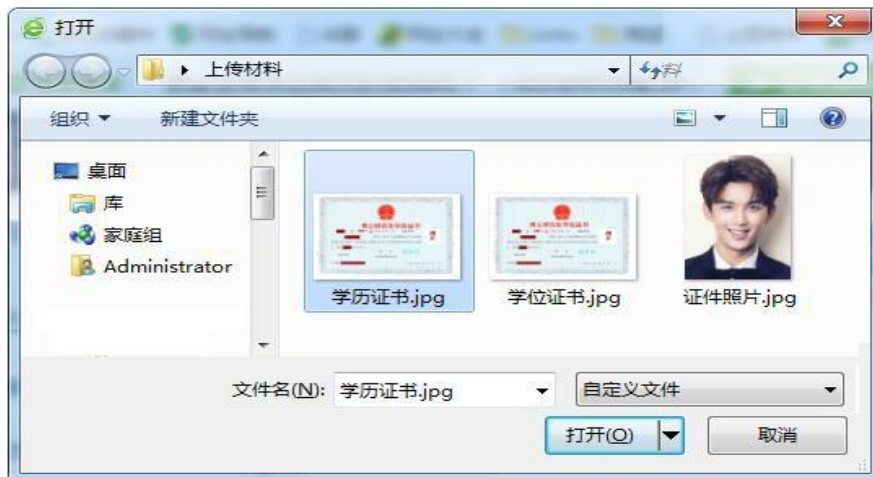 打开
上传材料
料
组织 新建文件夹
桌面
库
家庭组
Administrator
学历证书.jpg 学位证书.jpg 证件照片.jpg
文件名(N): 学历证书.jpg 自定义文件
打开(O) 取消